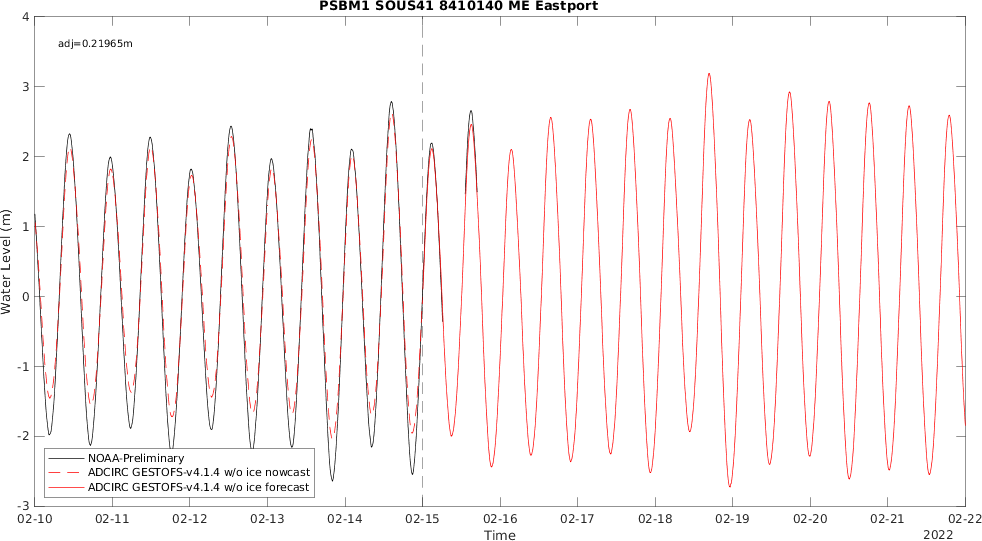 PSBM1 SOUS41 8410140 ME Eastport
adj=0.21965m
4
3
2
1
0
-1
-2
-3
Water Level (m)
NOAA-Preliminary
ADCIRC GESTOFS-v4.1.4 w/o ice nowcast
ADCIRC GESTOFS-v4.1.4 w/o ice forecast
02-10 02-11 02-12 02-13 02-14 02-15 02-16 02-17 02-18 02-19 02-20 02-21 02-22
Time
2022